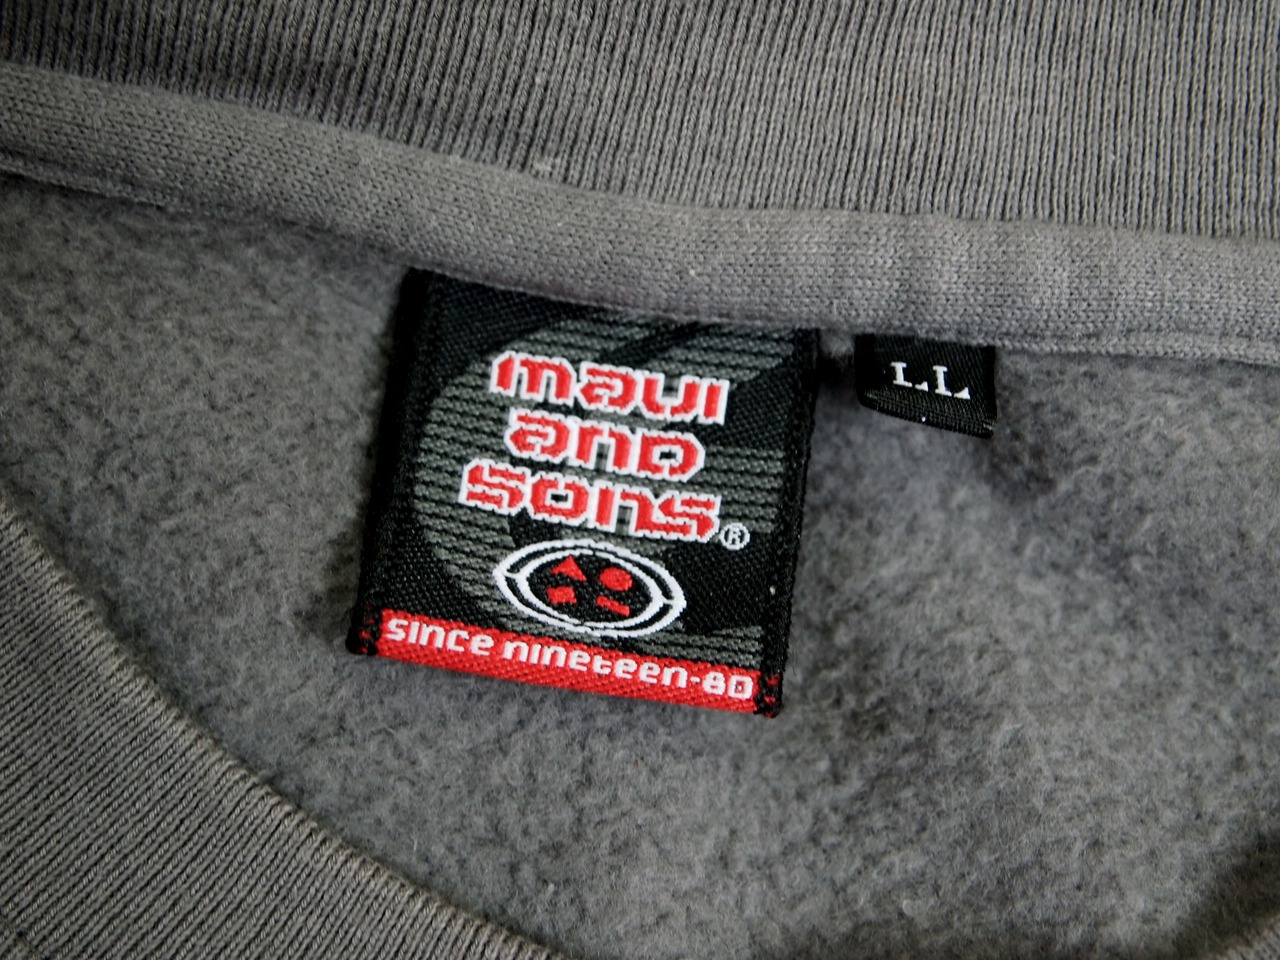 maui
and
sons®
since nineteen-80
LL